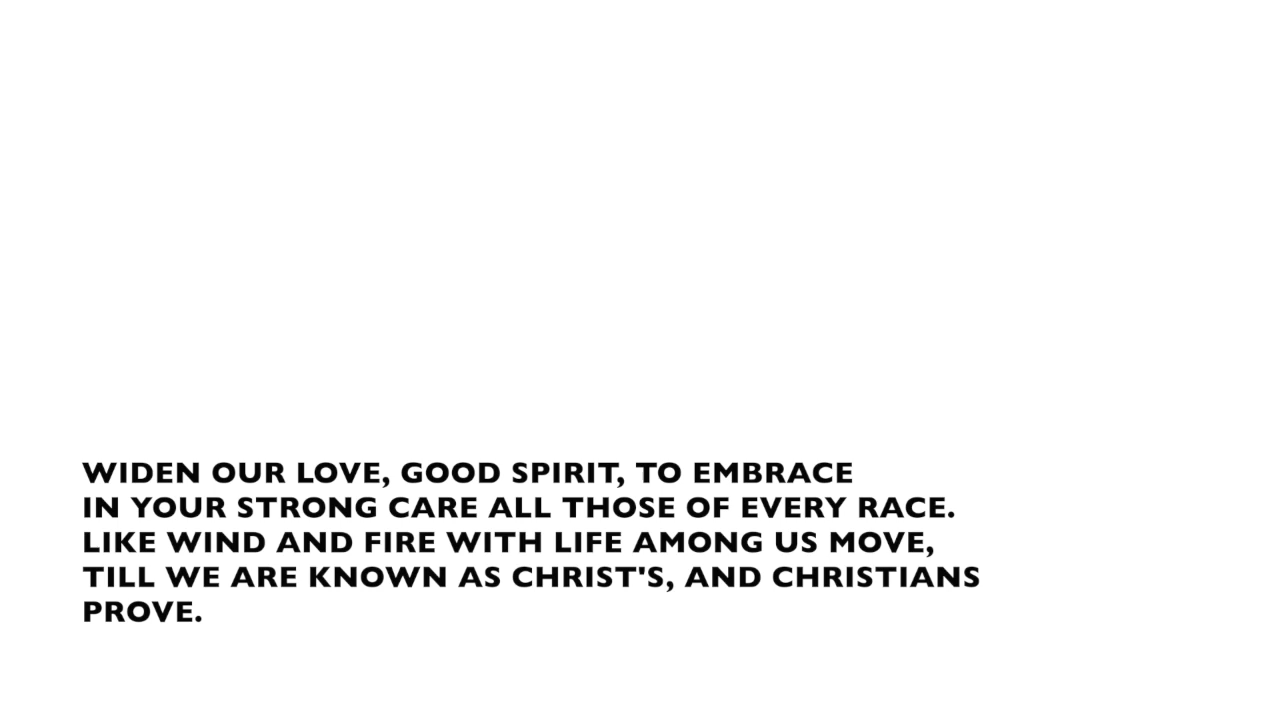 WIDEN OUR LOVE, GOOD SPIRIT, TO EMBRACE
IN YOUR STRONG CARE ALL THOSE OF EVERY RACE.
LIKE WIND AND FIRE WITH LIFE AMONG US MOVE,
TILL WE ARE KNOWN AS CHRIST'S, AND CHRISTIANS
PROVE.